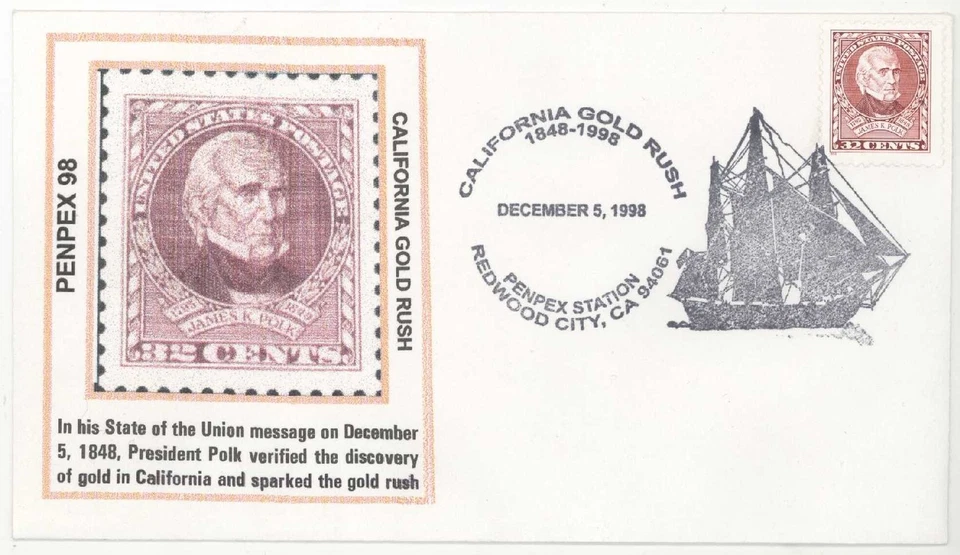 PENPEX 98
UNITED STATES POSTAGE
1795 1849
JAMES K. POLK
32 CENTS.
CALIFORNIA GOLD RUSH
In his State of the Union message on December
5, 1848, President Polk verified the discovery
of gold in California and sparked the gold rush
CALIFORNIA GOLD RUSH
1848-1998
DECEMBER 5, 1998
PENPEX STATION
REDWOOD CITY, CA 94061
UNITED STATES POSTAGE
JAMES K. POLK
32 CENTS